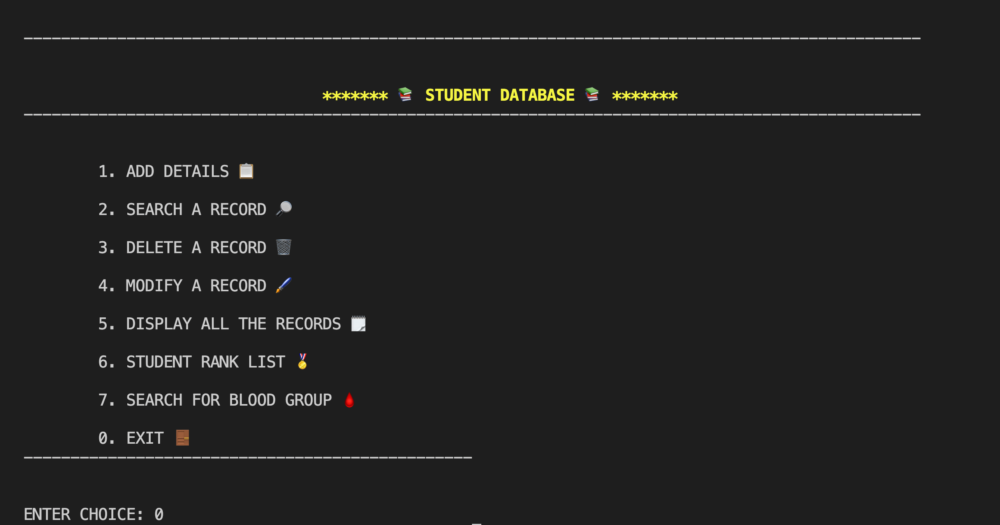 ------------------------------------------------------------------------------------------------
******* 📚 STUDENT DATABASE 📚 *******
------------------------------------------------------------------------------------------------
1. ADD DETAILS 📋
2. SEARCH A RECORD 🔎
3. DELETE A RECORD 🗑️
4. MODIFY A RECORD 🖌️
5. DISPLAY ALL THE RECORDS 🗒️
6. STUDENT RANK LIST 🎖️
7. SEARCH FOR BLOOD GROUP 🩸
0. EXIT 🚪
------------------------------------------------
ENTER CHOICE: 0